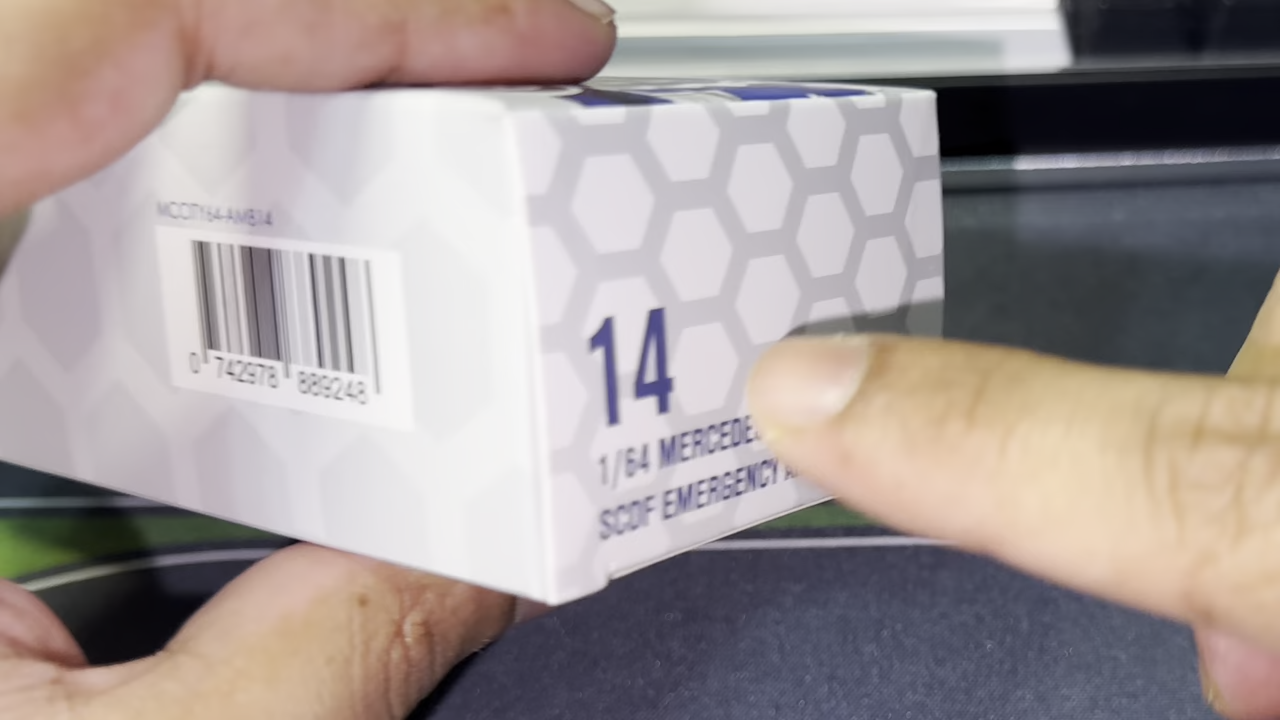 MCCITY64-AMB14
0 742978 889248
14
1/64 MERCEDE
SCDF EMERGENCY A